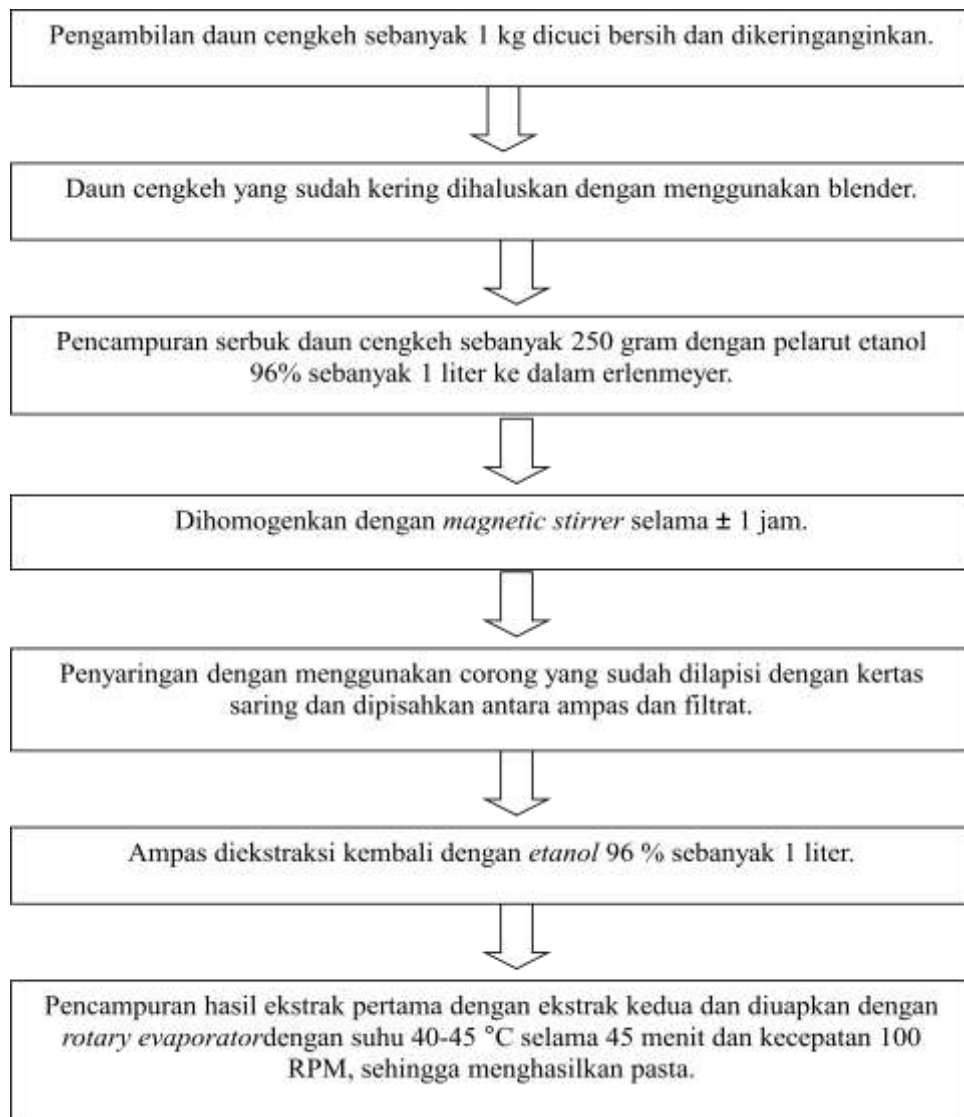 Pengambilan daun cengkeh sebanyak 1 kg dicuci bersih dan dikeringanginkan.
Daun cengkeh yang sudah kering dihaluskan dengan menggunakan blender.
Pencampuran serbuk daun cengkeh sebanyak 250 gram dengan pelarut etanol
96% sebanyak 1 liter ke dalam erlenmeyer.
Dihomogenkan dengan magnetic stirrer selama ± 1 jam.
Penyaringan dengan menggunakan corong yang sudah dilapisi dengan kertas
saring dan dipisahkan antara ampas dan filtrat.
Ampas diekstraksi kembali dengan etanol 96 % sebanyak 1 liter.
Pencampuran hasil ekstrak pertama dengan ekstrak kedua dan diuapkan dengan
rotary evaporatordengan suhu 40-45 °C selama 45 menit dan kecepatan 100
RPM, sehingga menghasilkan pasta.